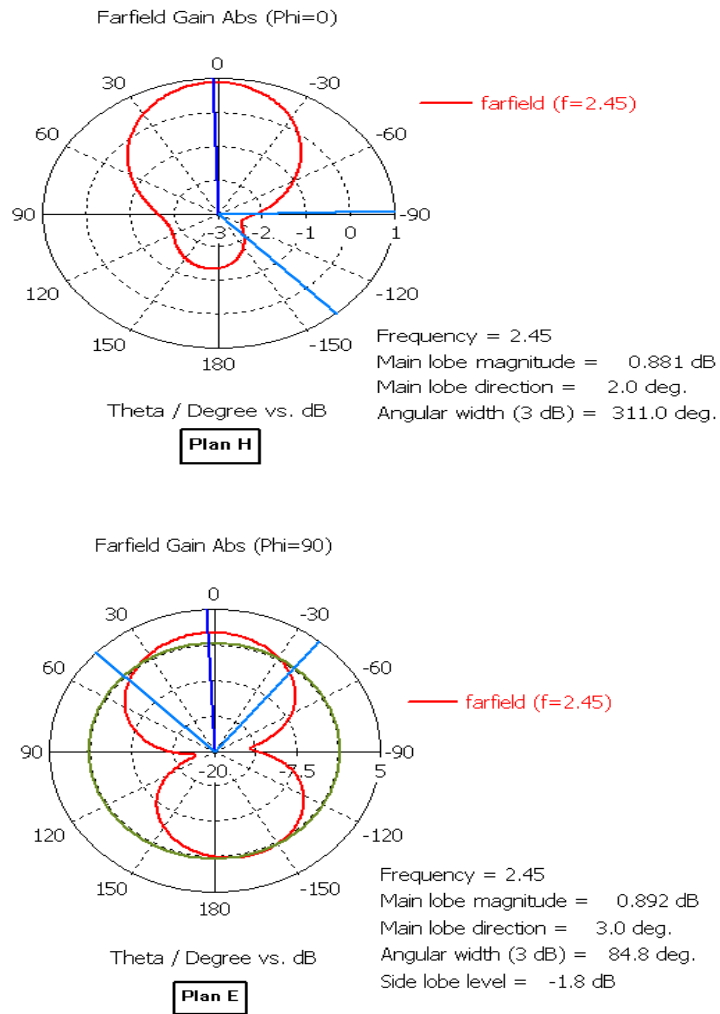 Farfield Gain Abs (Phi=0)
0
30 -30
farfield (f=2.45)
60 -60
90 -3 -2 -1 0 1 -90
120 -120
150 -150
180
Frequency = 2.45
Main lobe magnitude = 0.881 dB
Main lobe direction = 2.0 deg.
Angular width (3 dB) = 311.0 deg.
Theta / Degree vs. dB
Plan H
Farfield Gain Abs (Phi=90)
0
30 -30
60 -60
farfield (f=2.45)
90 -90
-20 -7.5 5
120 -120
150 -150
180
Frequency = 2.45
Main lobe magnitude = 0.892 dB
Main lobe direction = 3.0 deg.
Angular width (3 dB) = 84.8 deg.
Side lobe level = -1.8 dB
Theta / Degree vs. dB
Plan E